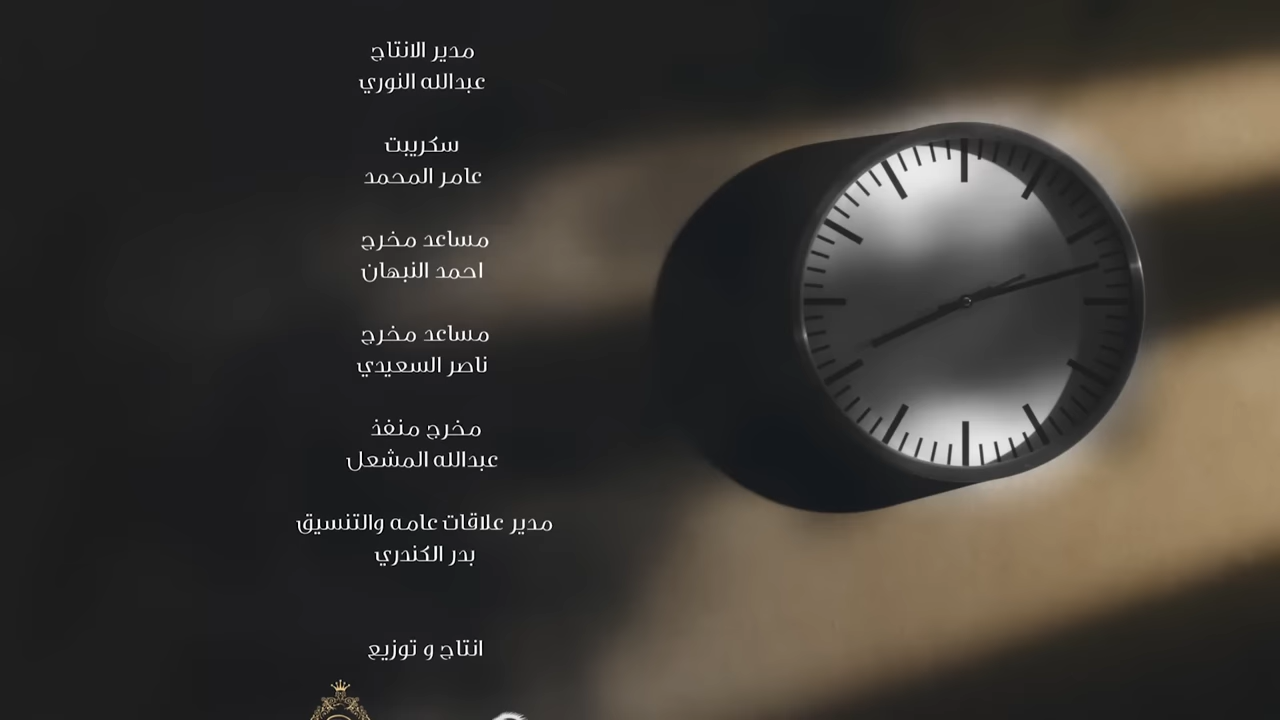 مدير الانتاج
عبدالله النوري
سكريبت
عامر المحمد
مساعد مخرج
احمد النبهان
مساعد مخرج
ناصر السعيدي
مخرج منفذ
عبدالله المشعل
مدير علاقات عامه والتنسيق
بدر الكندري
انتاج و توزيع